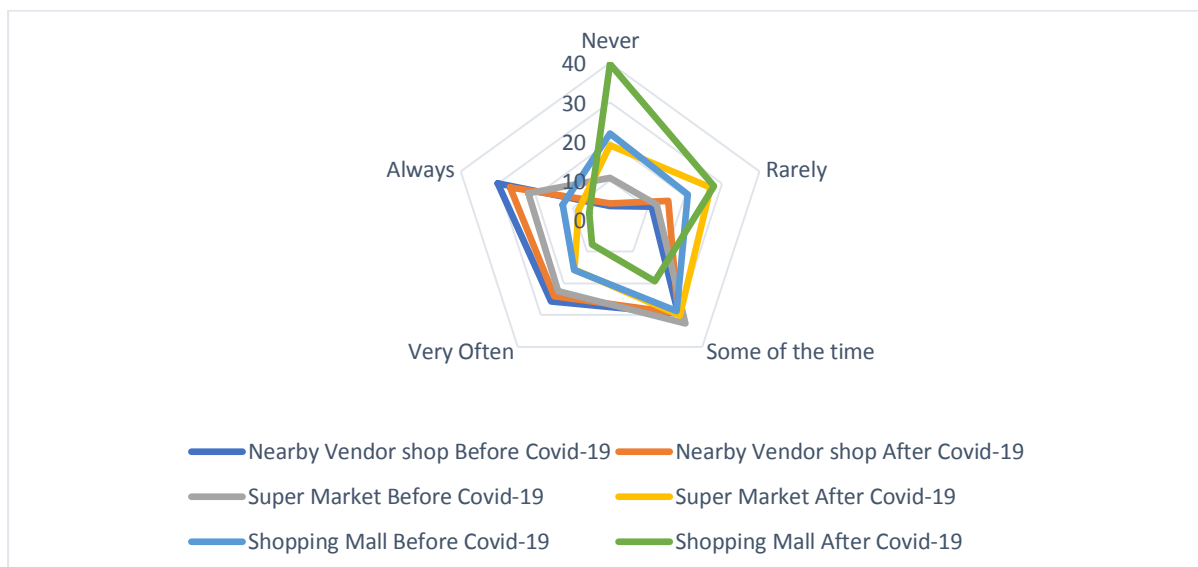 Never
40
30
20
10
0
Always
Rarely
Very Often
Some of the time
Nearby Vendor shop Before Covid-19
Nearby Vendor shop After Covid-19
Super Market Before Covid-19
Super Market After Covid-19
Shopping Mall Before Covid-19
Shopping Mall After Covid-19